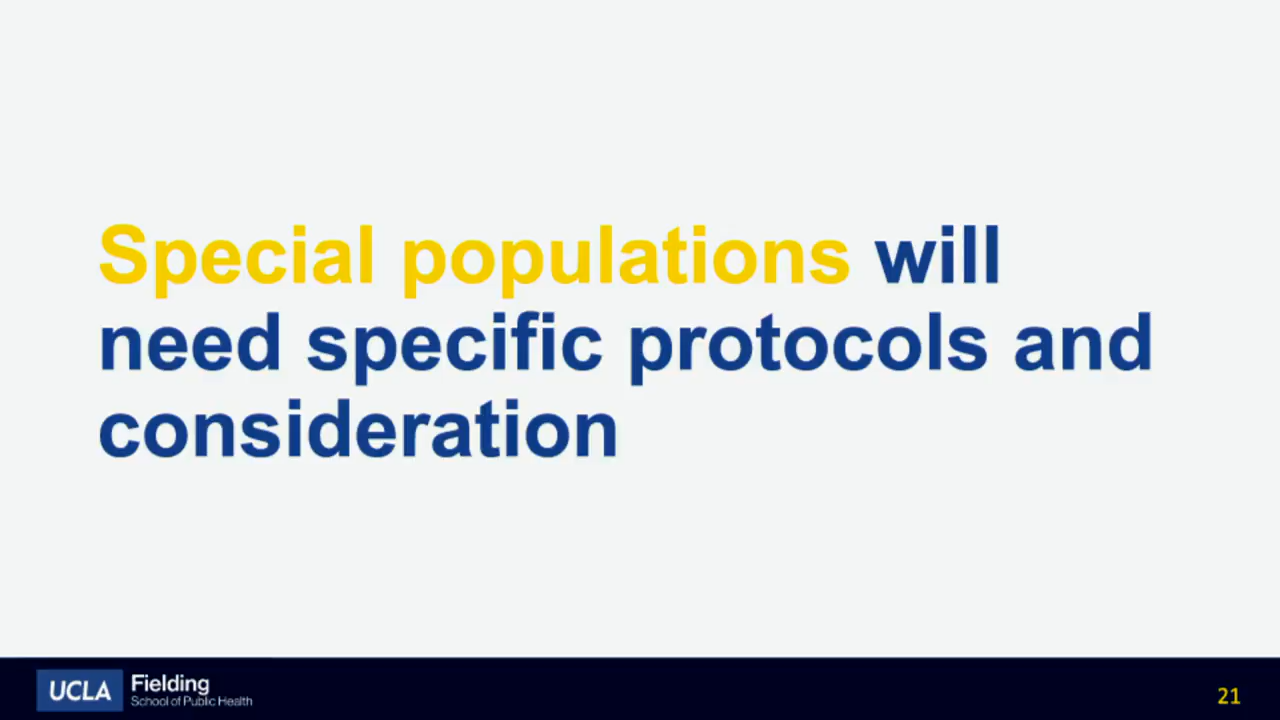 Special populations will
need specific protocols and
consideration
UCLA Fielding
School of Public Health
21